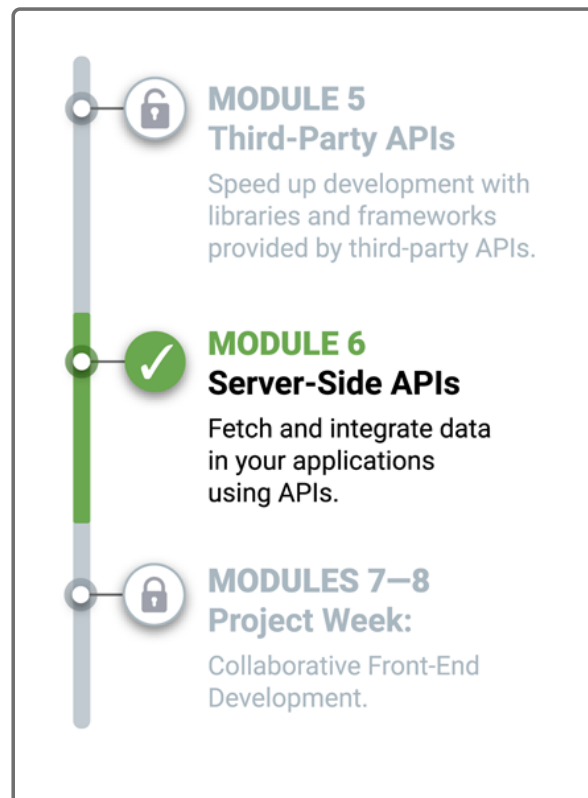 MODULE 5
Third-Party APIs
Speed up development with
libraries and frameworks
provided by third-party APIs.
MODULE 6
Server-Side APIs
Fetch and integrate data
in your applications
using APIs.
MODULES 7—8
Project Week:
Collaborative Front-End
Development.